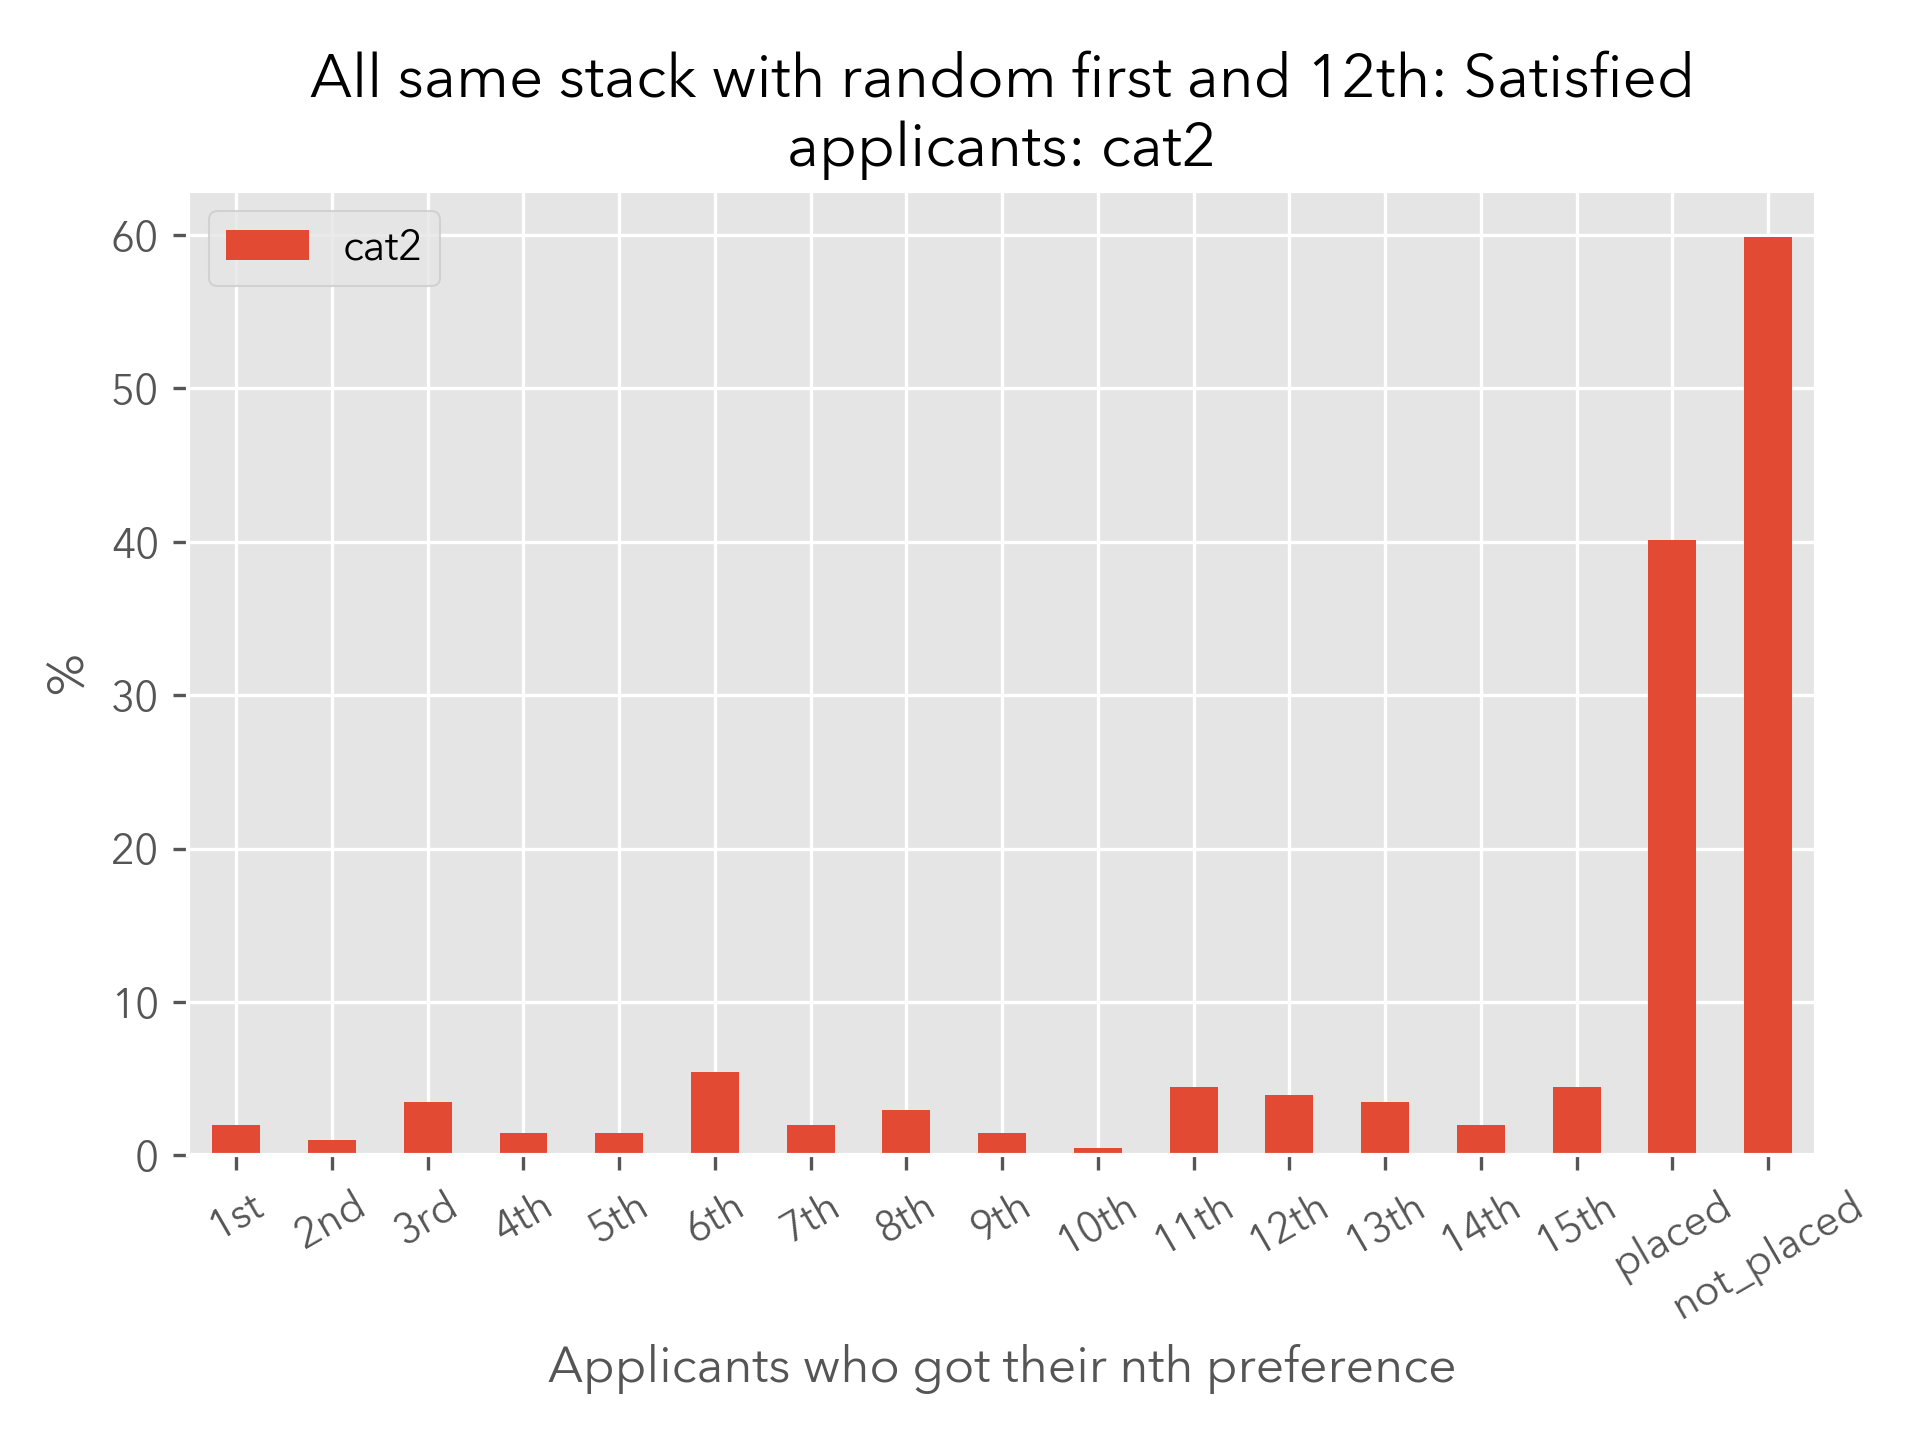 All same stack with random first and 12th: Satisfied
applicants: cat2
cat2
60
50
40
30
20
10
0
%
1st 2nd 3rd 4th 5th 6th 7th 8th 9th 10th 11th 12th 13th 14th 15th placed not_placed
Applicants who got their nth preference